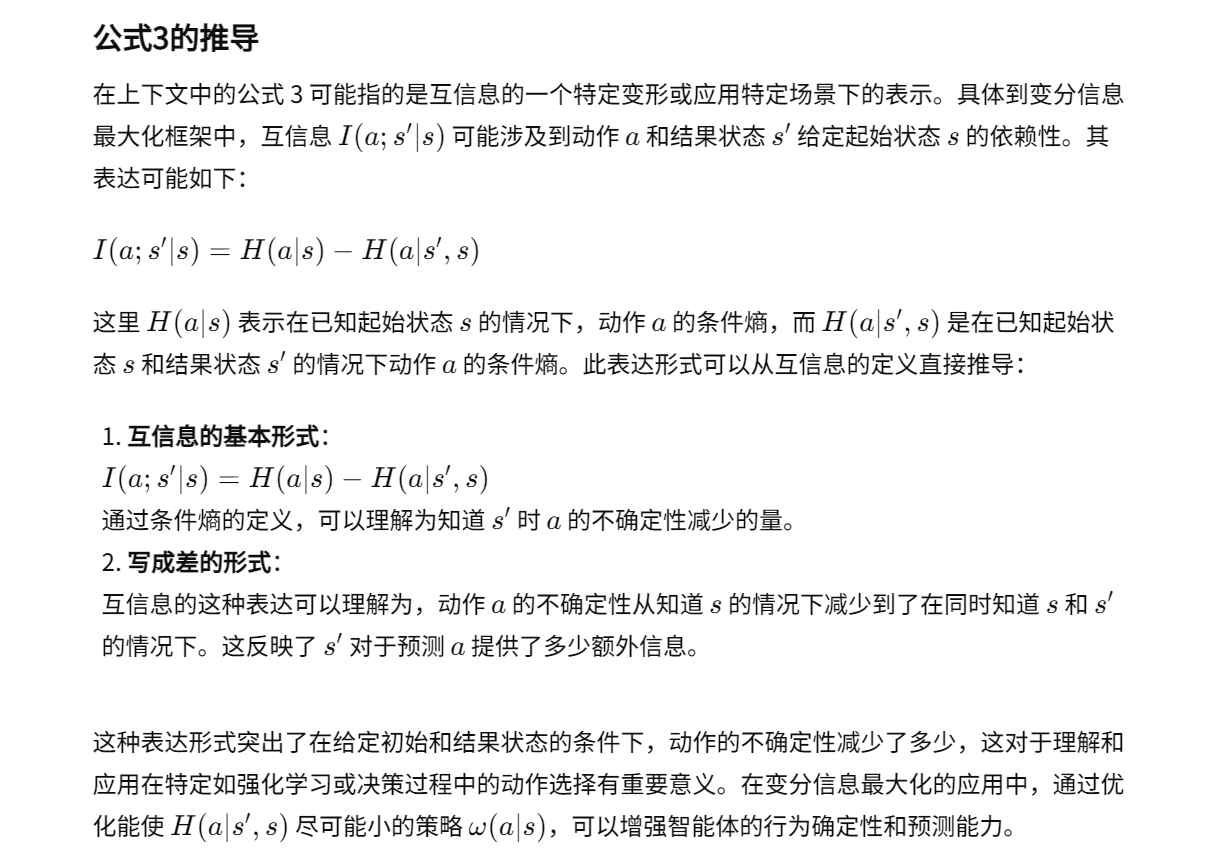 公式3的推导
在上下文中的公式 3 可能指的是互信息的一个特定变形或应用特定场景下的表示。具体到变分信息
最大化框架中，互信息 I(a; s′|s) 可能涉及到动作 a 和结果状态 s′ 给定起始状态 s 的依赖性。其
表达可能如下：
I(a; s′|s) = H(a|s) − H(a|s′, s)
这里 H(a|s) 表示在已知起始状态 s 的情况下，动作 a 的条件熵，而 H(a|s′, s) 是在已知起始状
态 s 和结果状态 s′ 的情况下动作 a 的条件熵。此表达形式可以从互信息的定义直接推导：
1. 互信息的基本形式：
I(a; s′|s) = H(a|s) − H(a|s′, s)
通过条件熵的定义，可以理解为知道 s′ 时 a 的不确定性减少的量。
2. 写成差的形式：
互信息的这种表达可以理解为，动作 a 的不确定性从知道 s 的情况下减少到了在同时知道 s 和 s′
的情况下。这反映了 s′ 对于预测 a 提供了多少额外信息。
这种表达形式突出了在给定初始和结果状态的条件下，动作的不确定性减少了多少，这对于理解和
应用在特定如强化学习或决策过程中的动作选择有重要意义。在变分信息最大化的应用中，通过优
化能使 H(a|s′, s) 尽可能小的策略 ω(a|s)，可以增强智能体的行为确定性和预测能力。